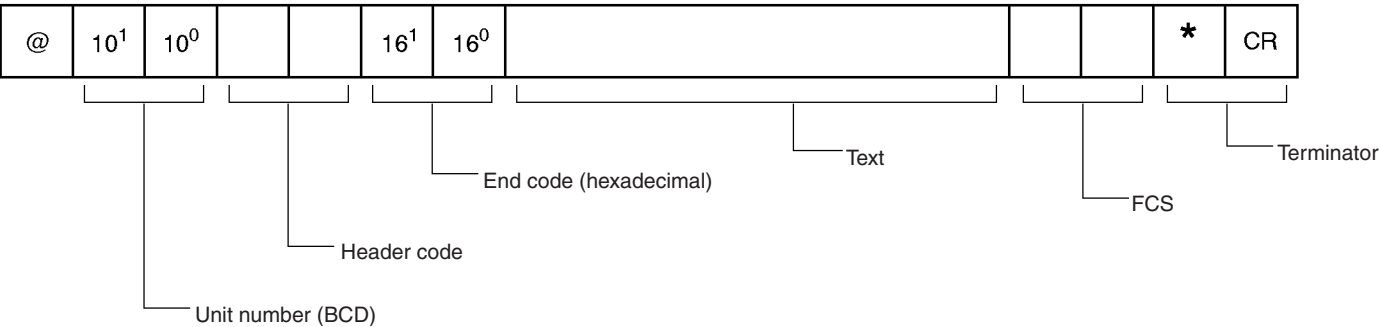 @ 10¹ 10⁰ 16¹ 16⁰ * CR
Text
Terminator
End code (hexadecimal)
FCS
Header code
Unit number (BCD)